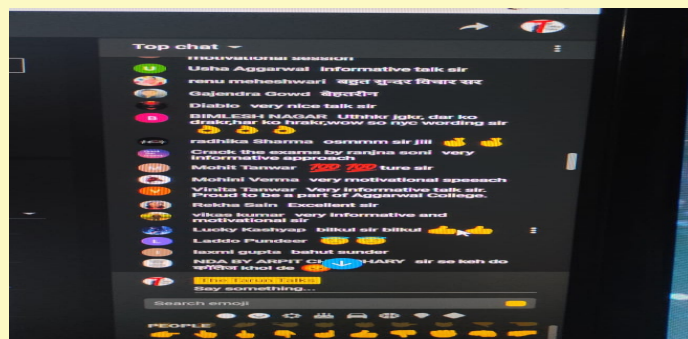 Top chat
motivational session
Usha Aggarwal informative talk sir
renu meheshwari बहुत सुन्दर विचार सर
Gajendra Gowd बेहतरीन
Diablo very nice talk sir
B BIMLESH NAGAR Uthhkr jgkr, dar ko
drakr,har ko hrakr,wow so nyc wording sir
radhika Sharma osmmm sir jiii
Crack the exams by ranjna soni very
informative approach
Mohit Tanwar 💯 💯 ture sir
Mohini Verma very motivational speeach
V Vinita Tanwar Very informative talk sir.
Proud to be a part of Aggarwal College.
Rekha Sain Excellent sir
vikas kumar very informative and
motivational sir
Lucky Kashyap bilkul sir bilkul
L Laddo Pundeer
laxmi gupta bahut sunder
NDA BY ARPIT sir se keh do
khol de
The Tarun Talks
Say something...
Search emoji
PEOPLE